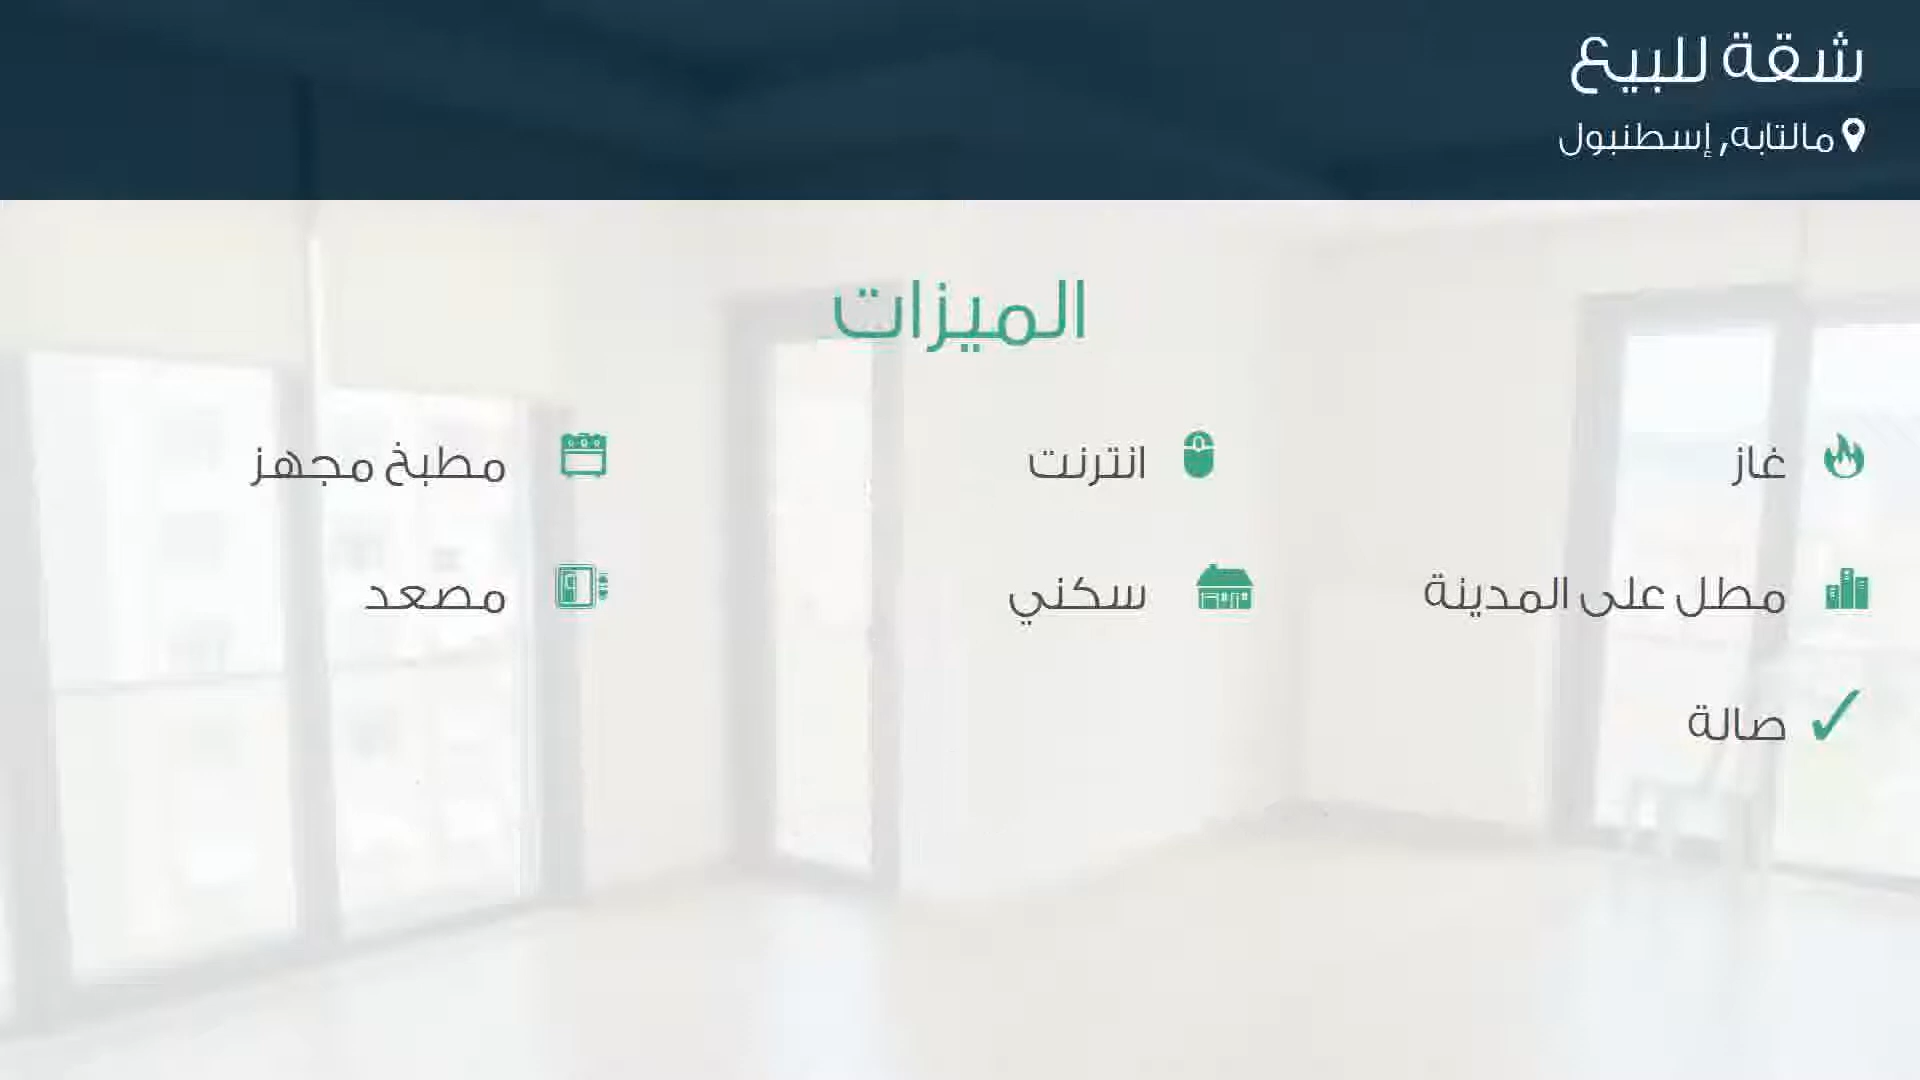 شقة للبيع
مالتابه, إسطنبول
الميزات
غاز
انترنت
مطبخ مجهز
مطل على المدينة
سكني
مصعد
صالة